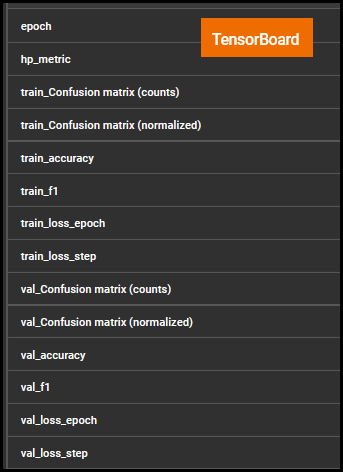 epoch
TensorBoard
hp_metric
train_Confusion matrix (counts)
train_Confusion matrix (normalized)
train_accuracy
train_f1
train_loss_epoch
train_loss_step
val_Confusion matrix (counts)
val_Confusion matrix (normalized)
val_accuracy
val_f1
val_loss_epoch
val_loss_step